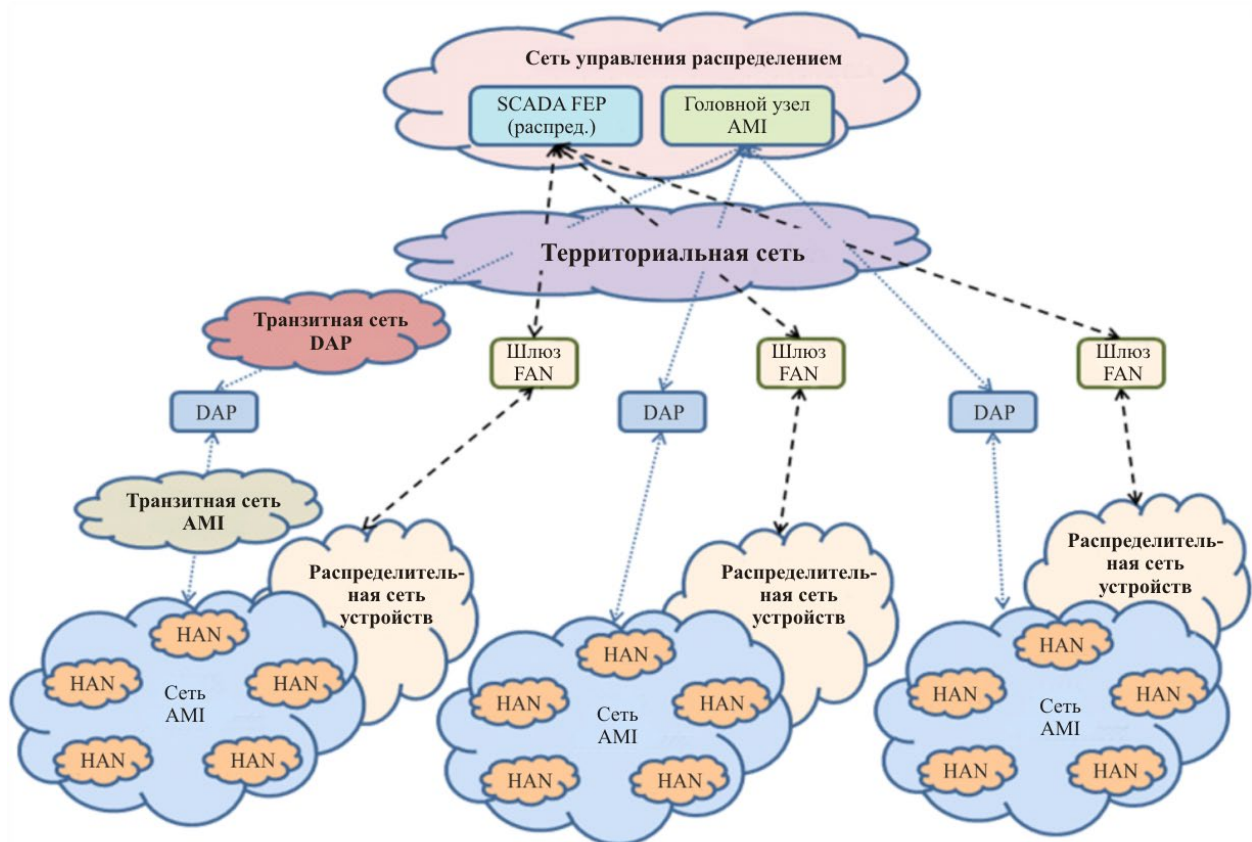 Сеть управления распределением
SCADA FEP
(распред.)
Головной узел
AMI
Территориальная сеть
Транзитная сеть
DAP
Шлюз
FAN
Шлюз
FAN
Шлюз
FAN
DAP
DAP
DAP
Транзитная сеть
AMI
Распределитель-
ная сеть
устройств
Распределитель-
ная сеть
устройств
Распределитель-
ная сеть
устройств
HAN
HAN
HAN
Сеть
AMI
HAN
HAN
HAN
HAN
HAN
Сеть
AMI
HAN
HAN
HAN
HAN
HAN
Сеть
AMI
HAN
HAN